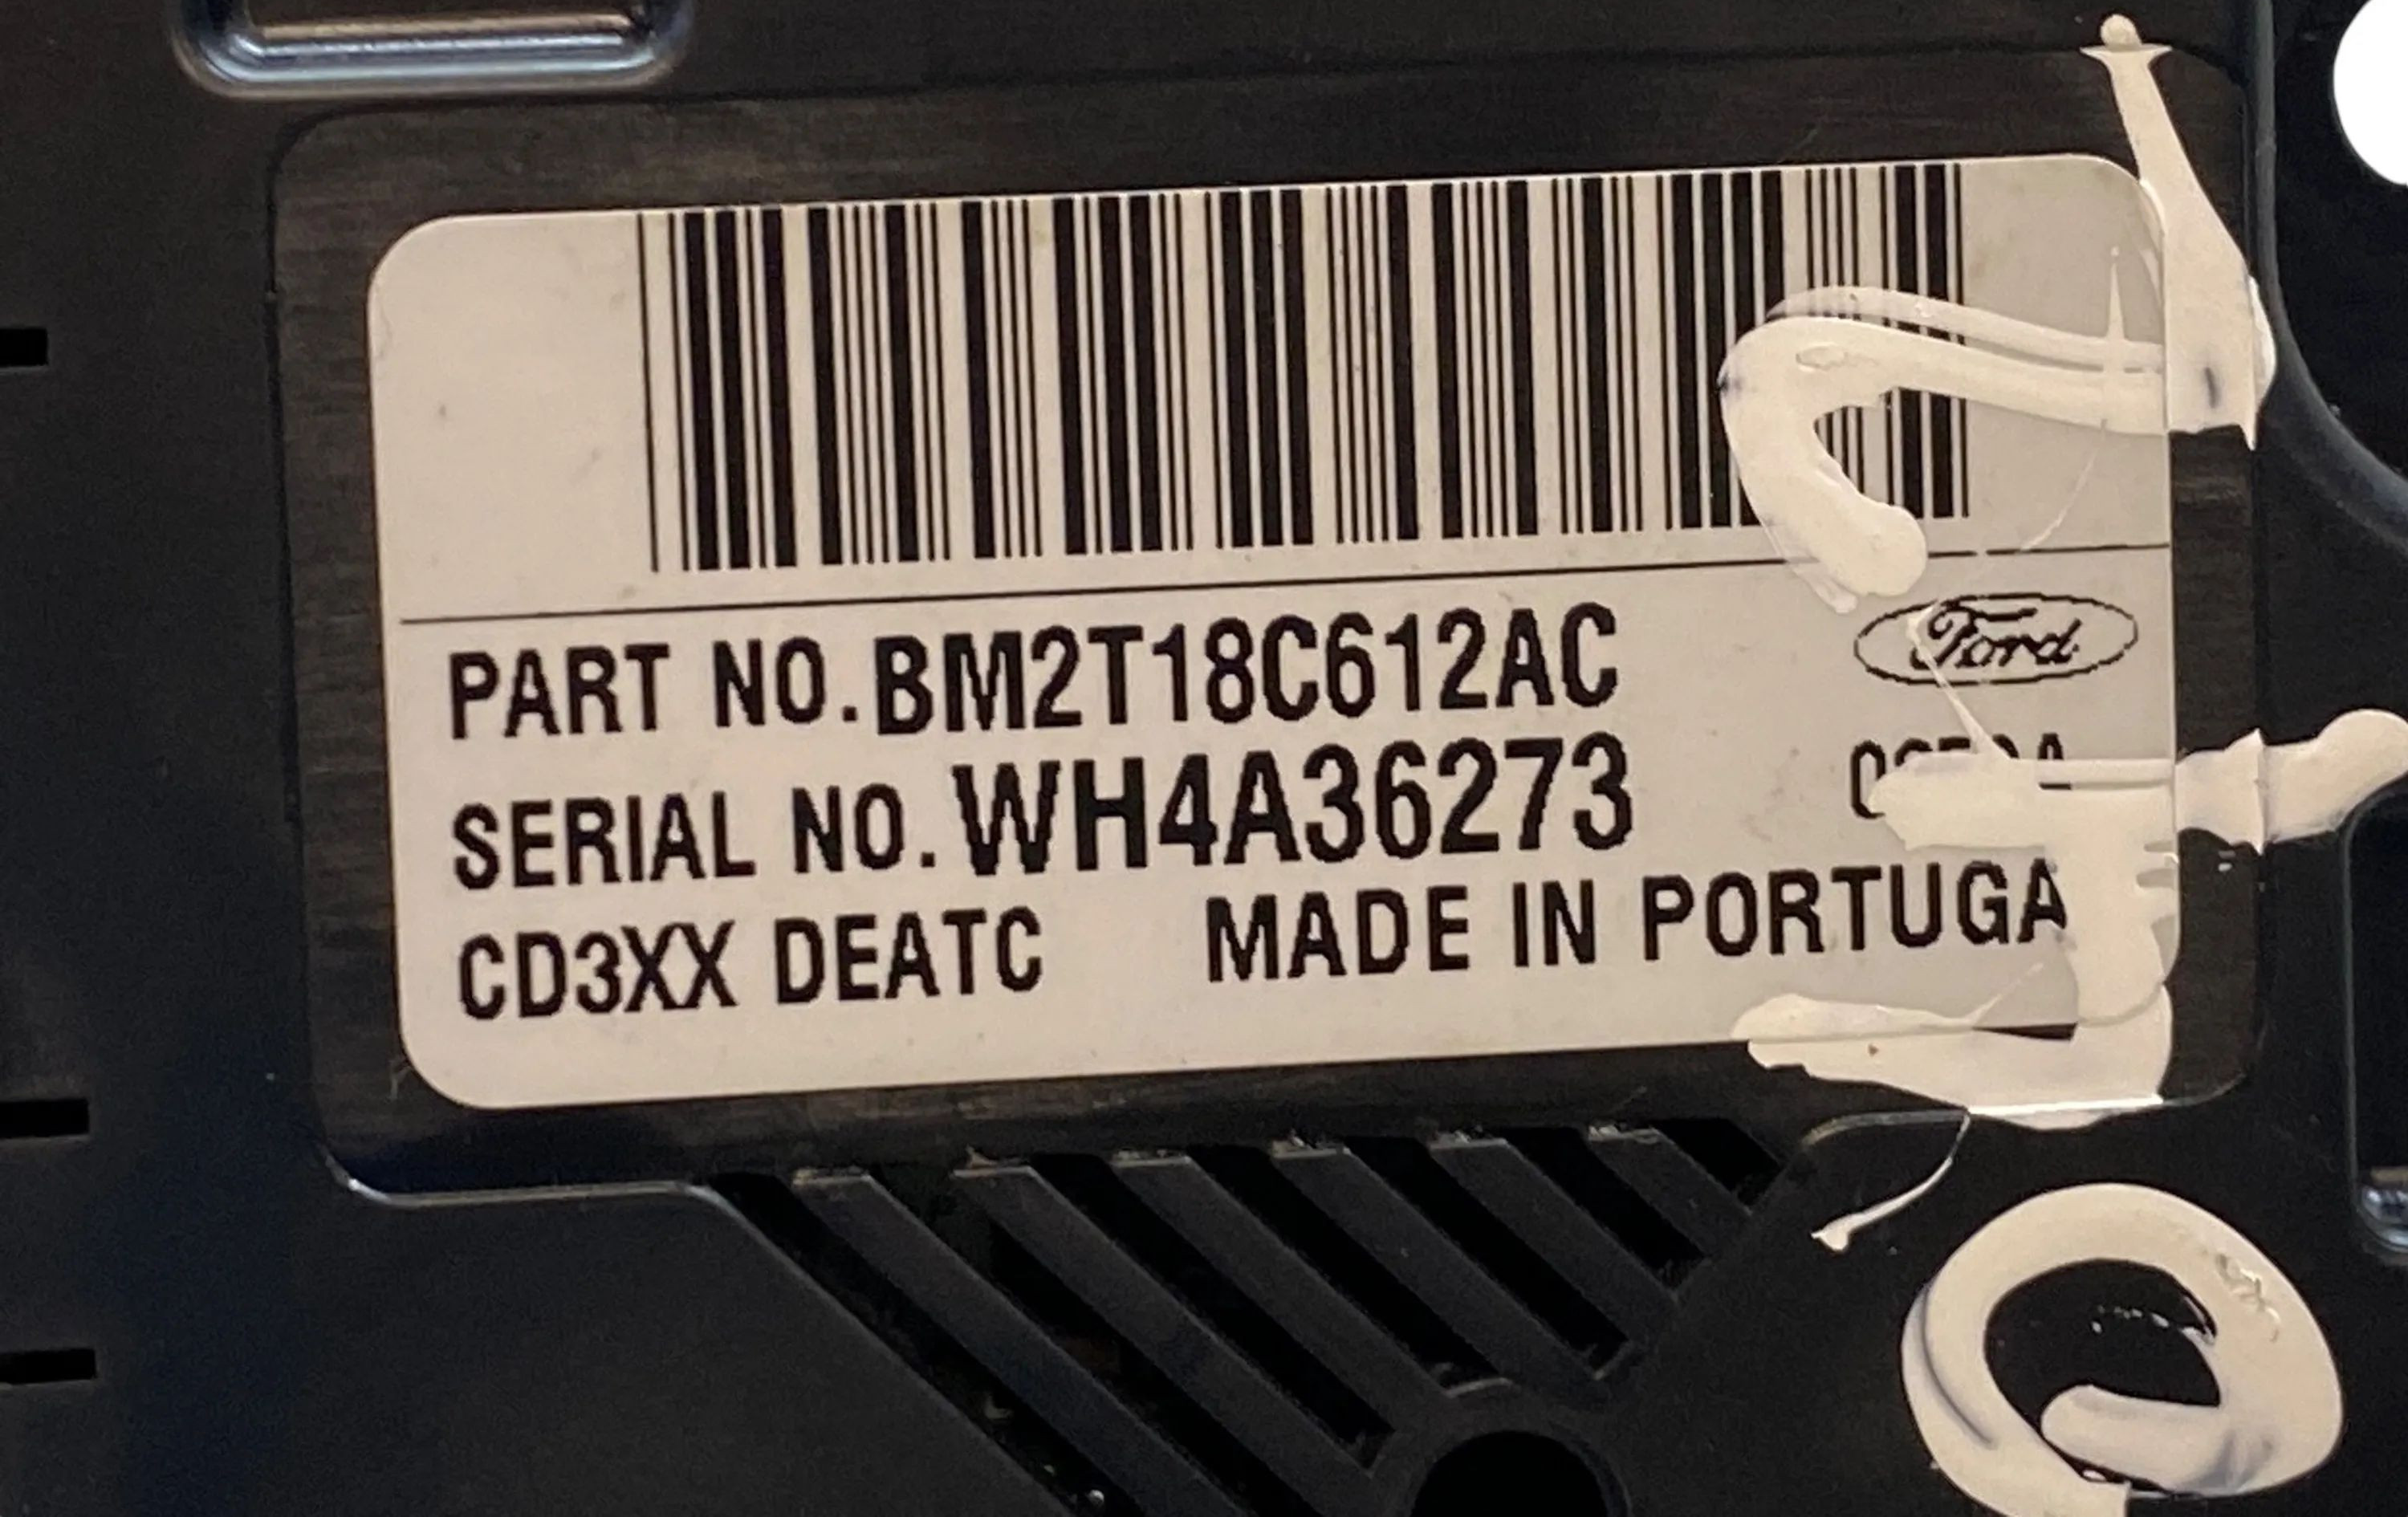 PART NO.BM2T18C612AC
Ford
SERIAL NO.WH4A36273
CD3XX DEATC MADE IN PORTUGA